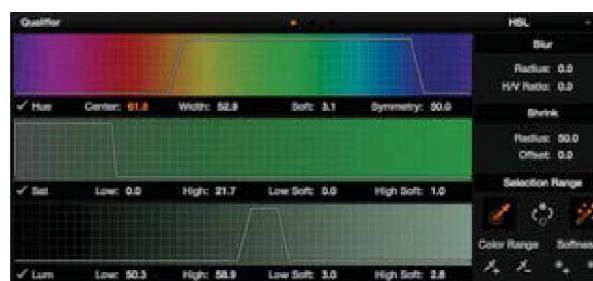 Qualifier HSL
Blur
Radius: 0.0
H/V Ratio: 0.0
✓ Hue Center: 61.8 Width: 52.9 Soft: 3.1 Symmetry: 50.0
Shrink
Radius: 50.0
Offset: 0.0
✓ Sat Low: 0.0 High: 21.7 Low Soft: 0.0 High Soft: 1.0
Selection Range
Color Range Softnes
✓ Lum Low: 50.3 High: 58.9 Low Soft: 3.0 High Soft: 2.8